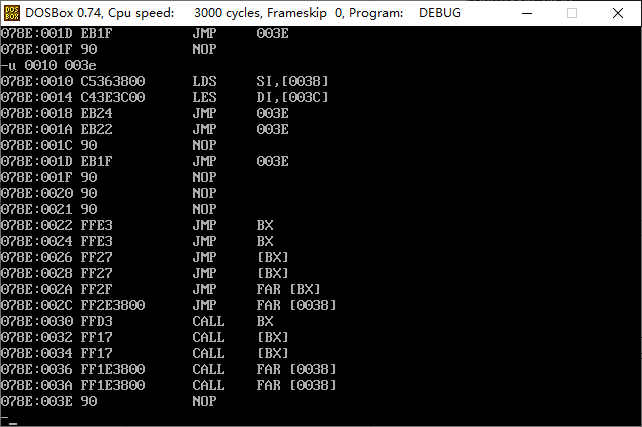 DOSBox 0.74, Cpu speed: 3000 cycles, Frameskip 0, Program: DEBUG
078E:001D EB1F JMP 003E
078E:001F 90 NOP
-u 0010 003e
078E:0010 C5363800 LDS SI,[0038]
078E:0014 C43E3C00 LES DI,[003C]
078E:0018 EB24 JMP 003E
078E:001A EB22 JMP 003E
078E:001C 90 NOP
078E:001D EB1F JMP 003E
078E:001F 90 NOP
078E:0020 90 NOP
078E:0021 90 NOP
078E:0022 FFE3 JMP BX
078E:0024 FFE3 JMP BX
078E:0026 FF27 JMP [BX]
078E:0028 FF27 JMP [BX]
078E:002A FF2F JMP FAR [BX]
078E:002C FF2E3800 JMP FAR [0038]
078E:0030 FFD3 CALL BX
078E:0032 FF17 CALL [BX]
078E:0034 FF17 CALL [BX]
078E:0036 FF1E3800 CALL FAR [0038]
078E:003A FF1E3800 CALL FAR [0038]
078E:003E 90 NOP
-_